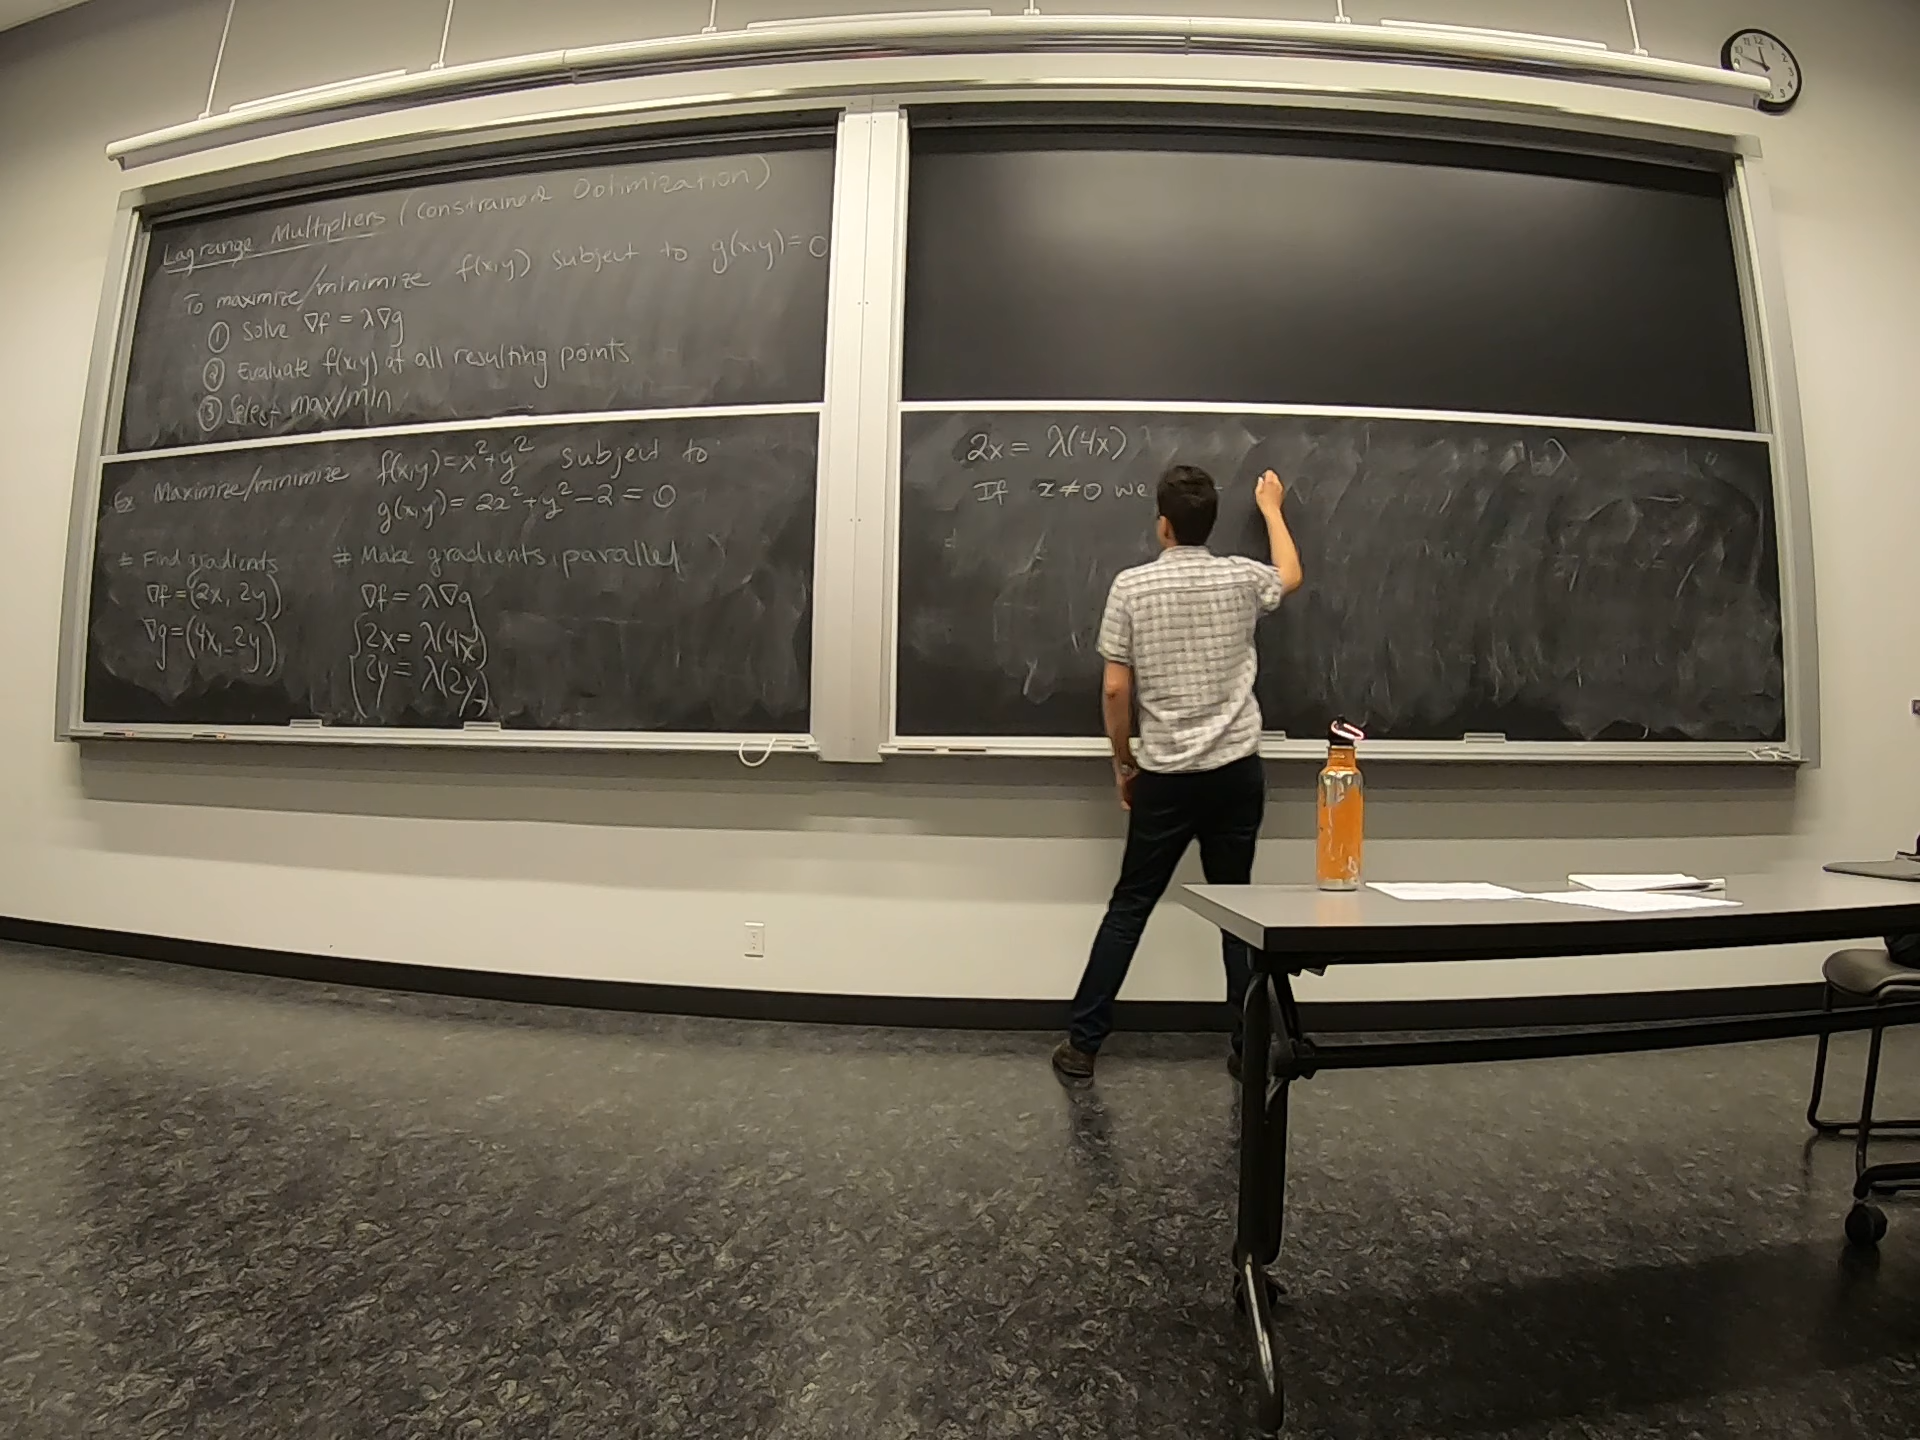 Lagrange Multipliers (Constrained Optimization)
To maximize/minimize f(x,y) subject to g(x,y)=0
① Solve ∇f = λ∇g
② Evaluate f(x,y) at all resulting points
③ Select max/min
Ex Maximize/minimize f(x,y)=x²+y² subject to
g(x,y)= 2x²+y²-2=0
# Find gradients
∇f=(2x, 2y)
∇g=(4x, 2y)
# Make gradients parallel
∇f= λ∇g
2x= λ(4x)
2y= λ(2y)
2x= λ(4x)
If x≠0 we